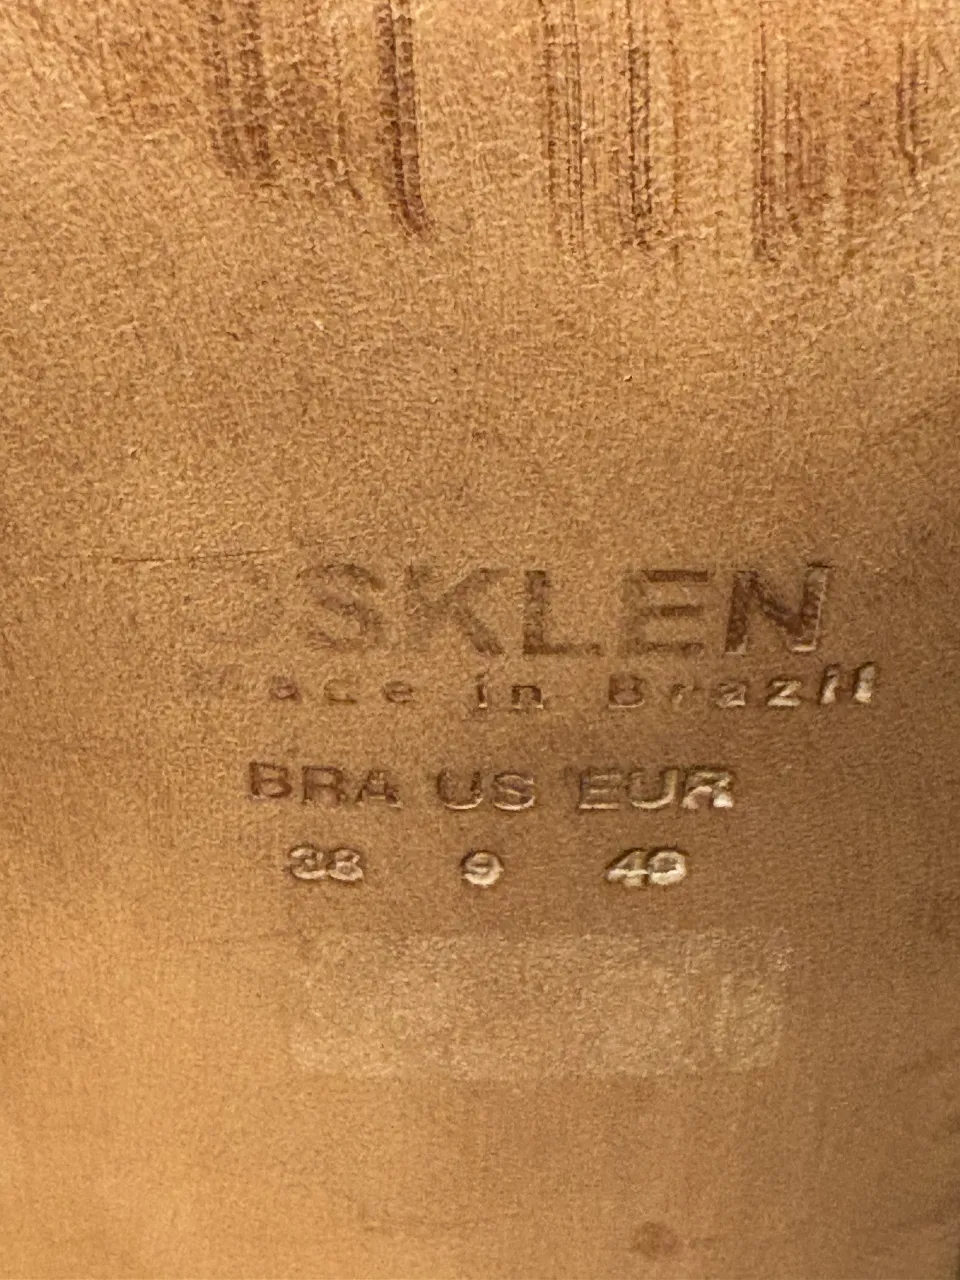 SKLEN
Made in Brazil
BRA US EUR
38 9 40